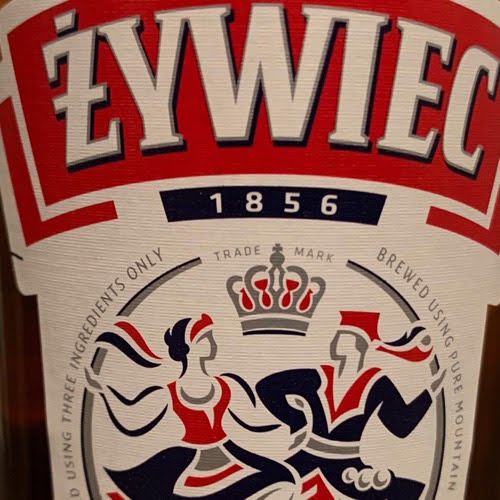 ŻYWIEC
1856
TRADE MARK
USING THREE INGREDIENTS ONLY
BREWED USING PURE MOUNTAIN